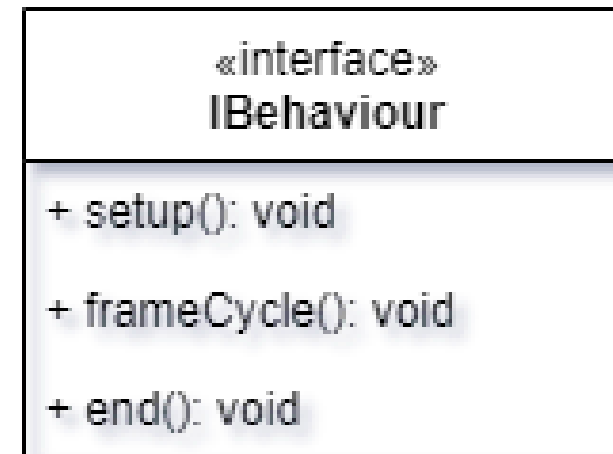 «interface»
IBehaviour
+ setup(): void
+ frameCycle(): void
+ end(): void